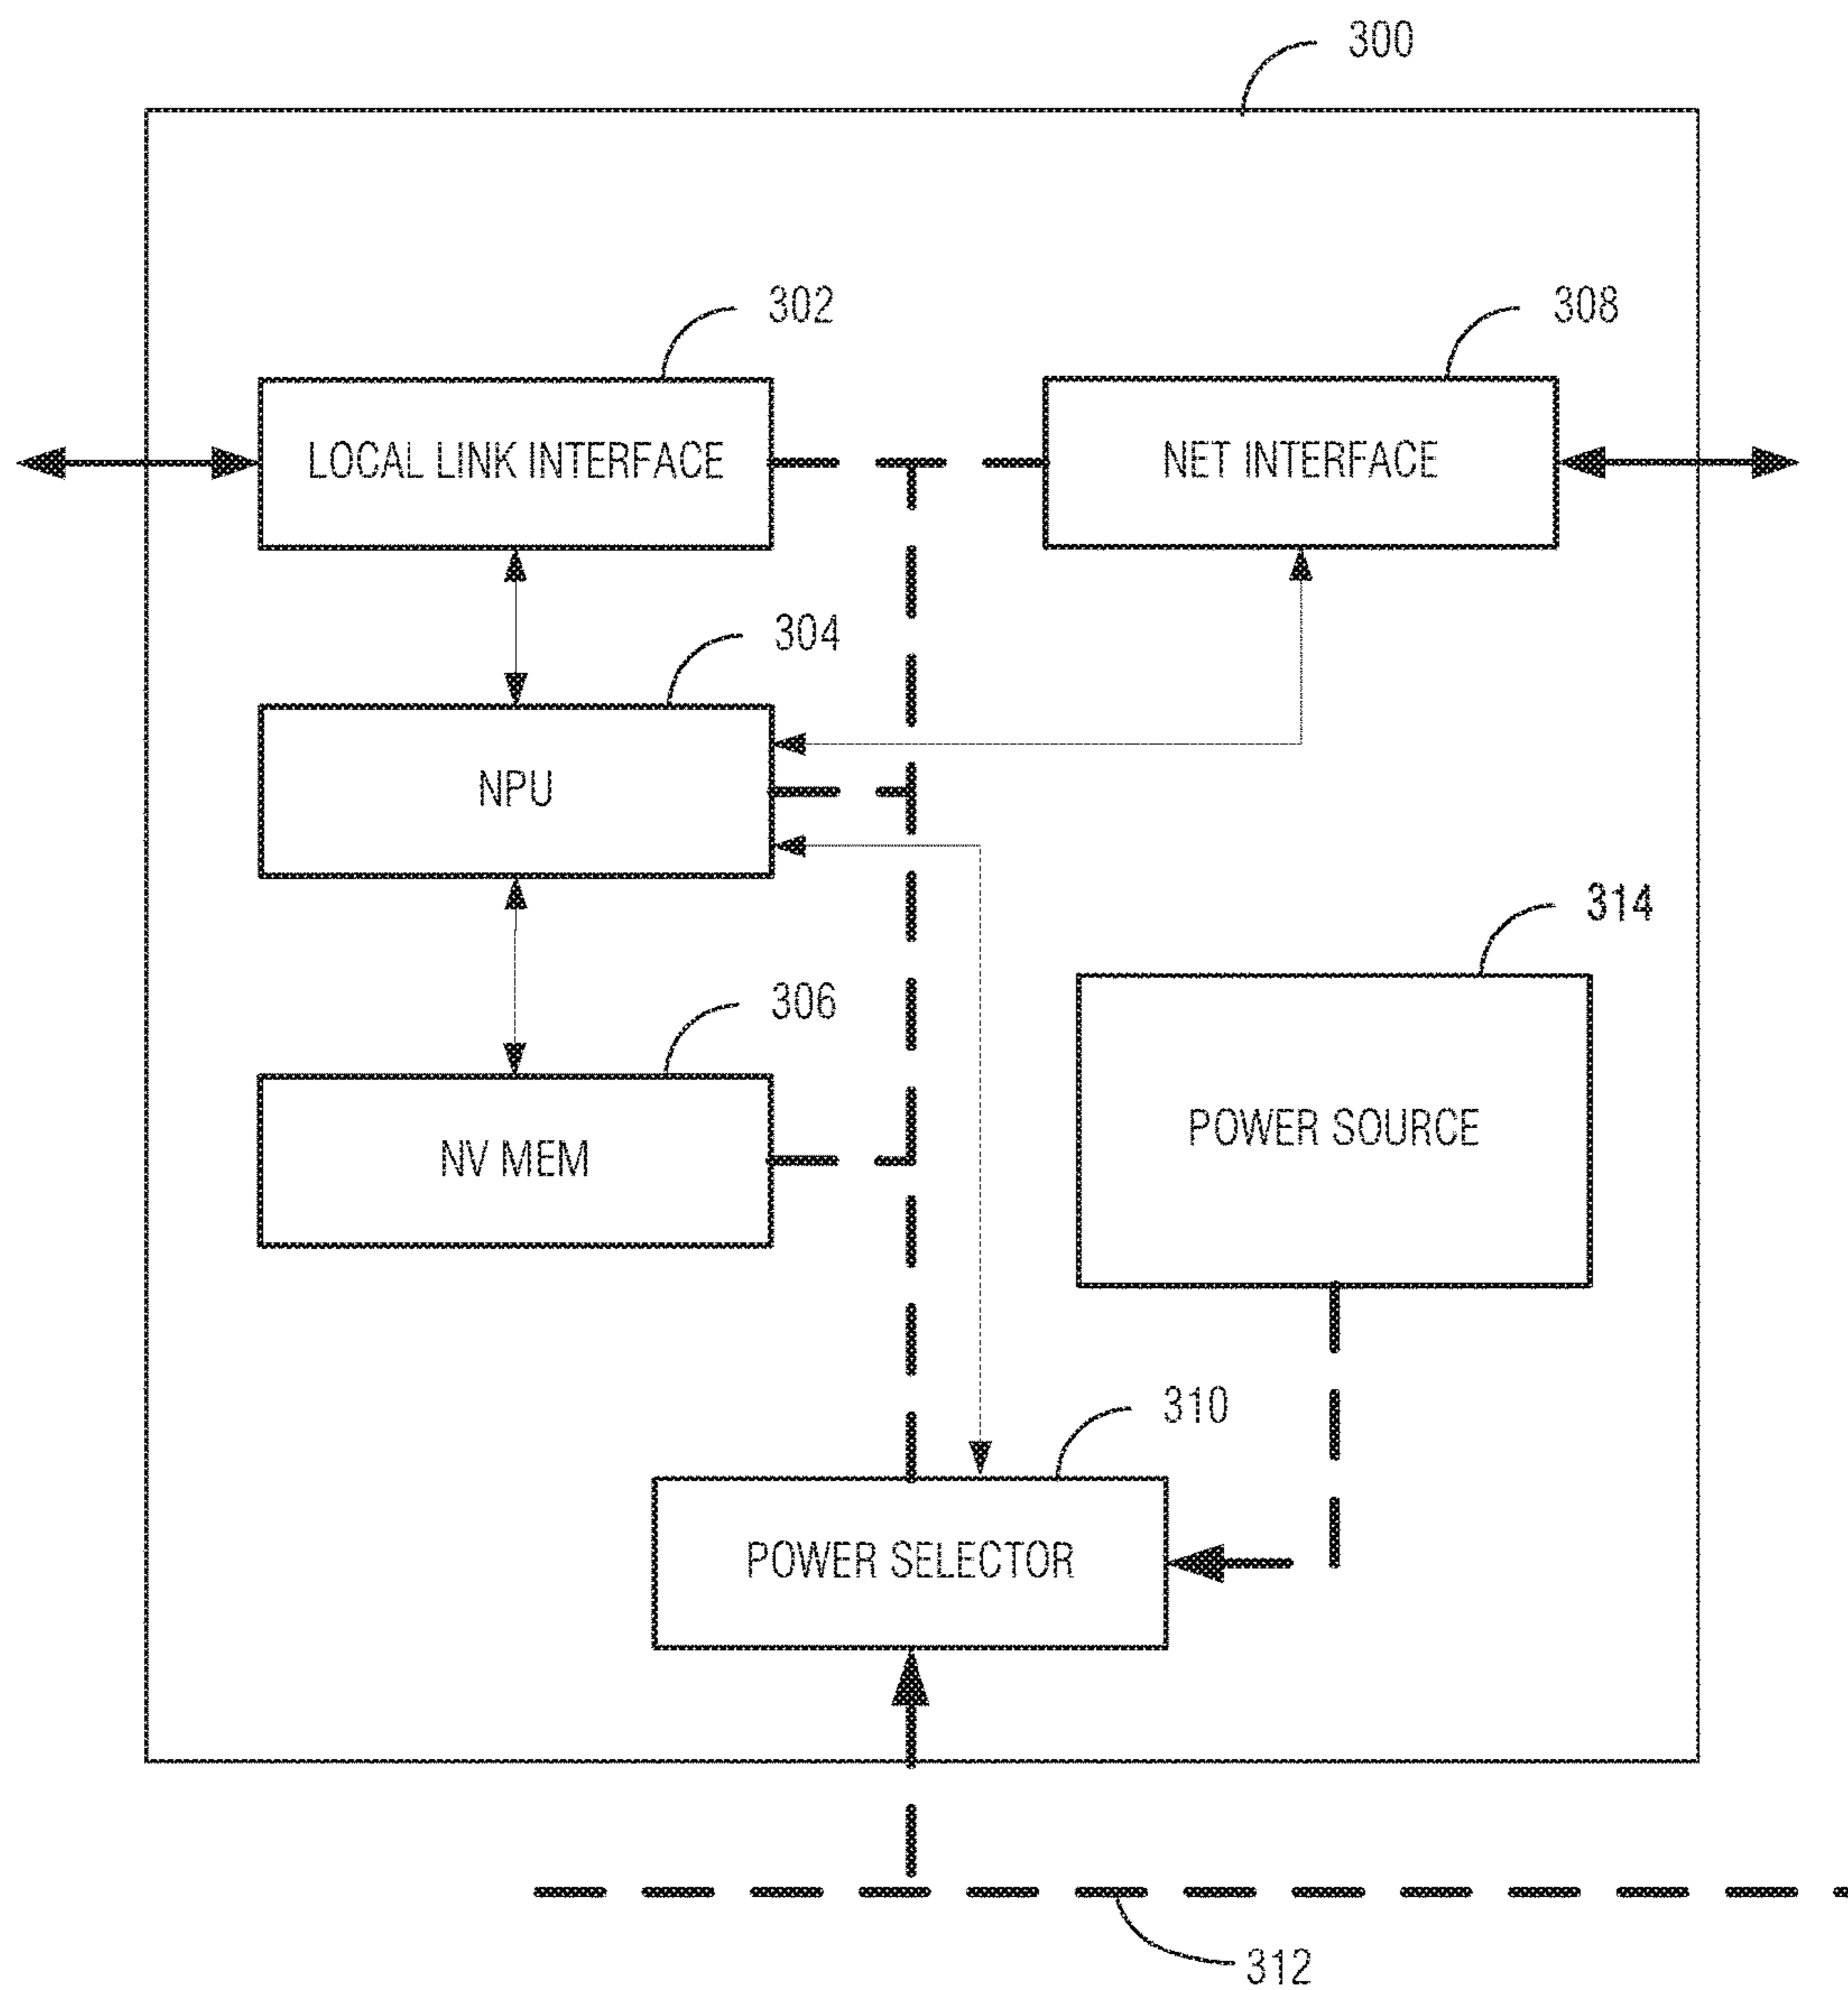 300
302
308
LOCAL LINK INTERFACE
NET INTERFACE
304
NPU
314
306
POWER SOURCE
NV MEM
310
POWER SELECTOR
312